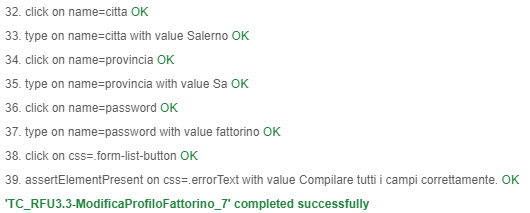 32. click on name=citta OK
33. type on name=citta with value Salerno OK
34. click on name=provincia OK
35. type on name=provincia with value Sa OK
36. click on name=password OK
37. type on name=password with value fattorino OK
38. click on css=.form-list-button OK
39. assertElementPresent on css=.errorText with value Compilare tutti i campi correttamente. OK
'TC_RFU3.3-ModificaProfiloFattorino_7' completed successfully